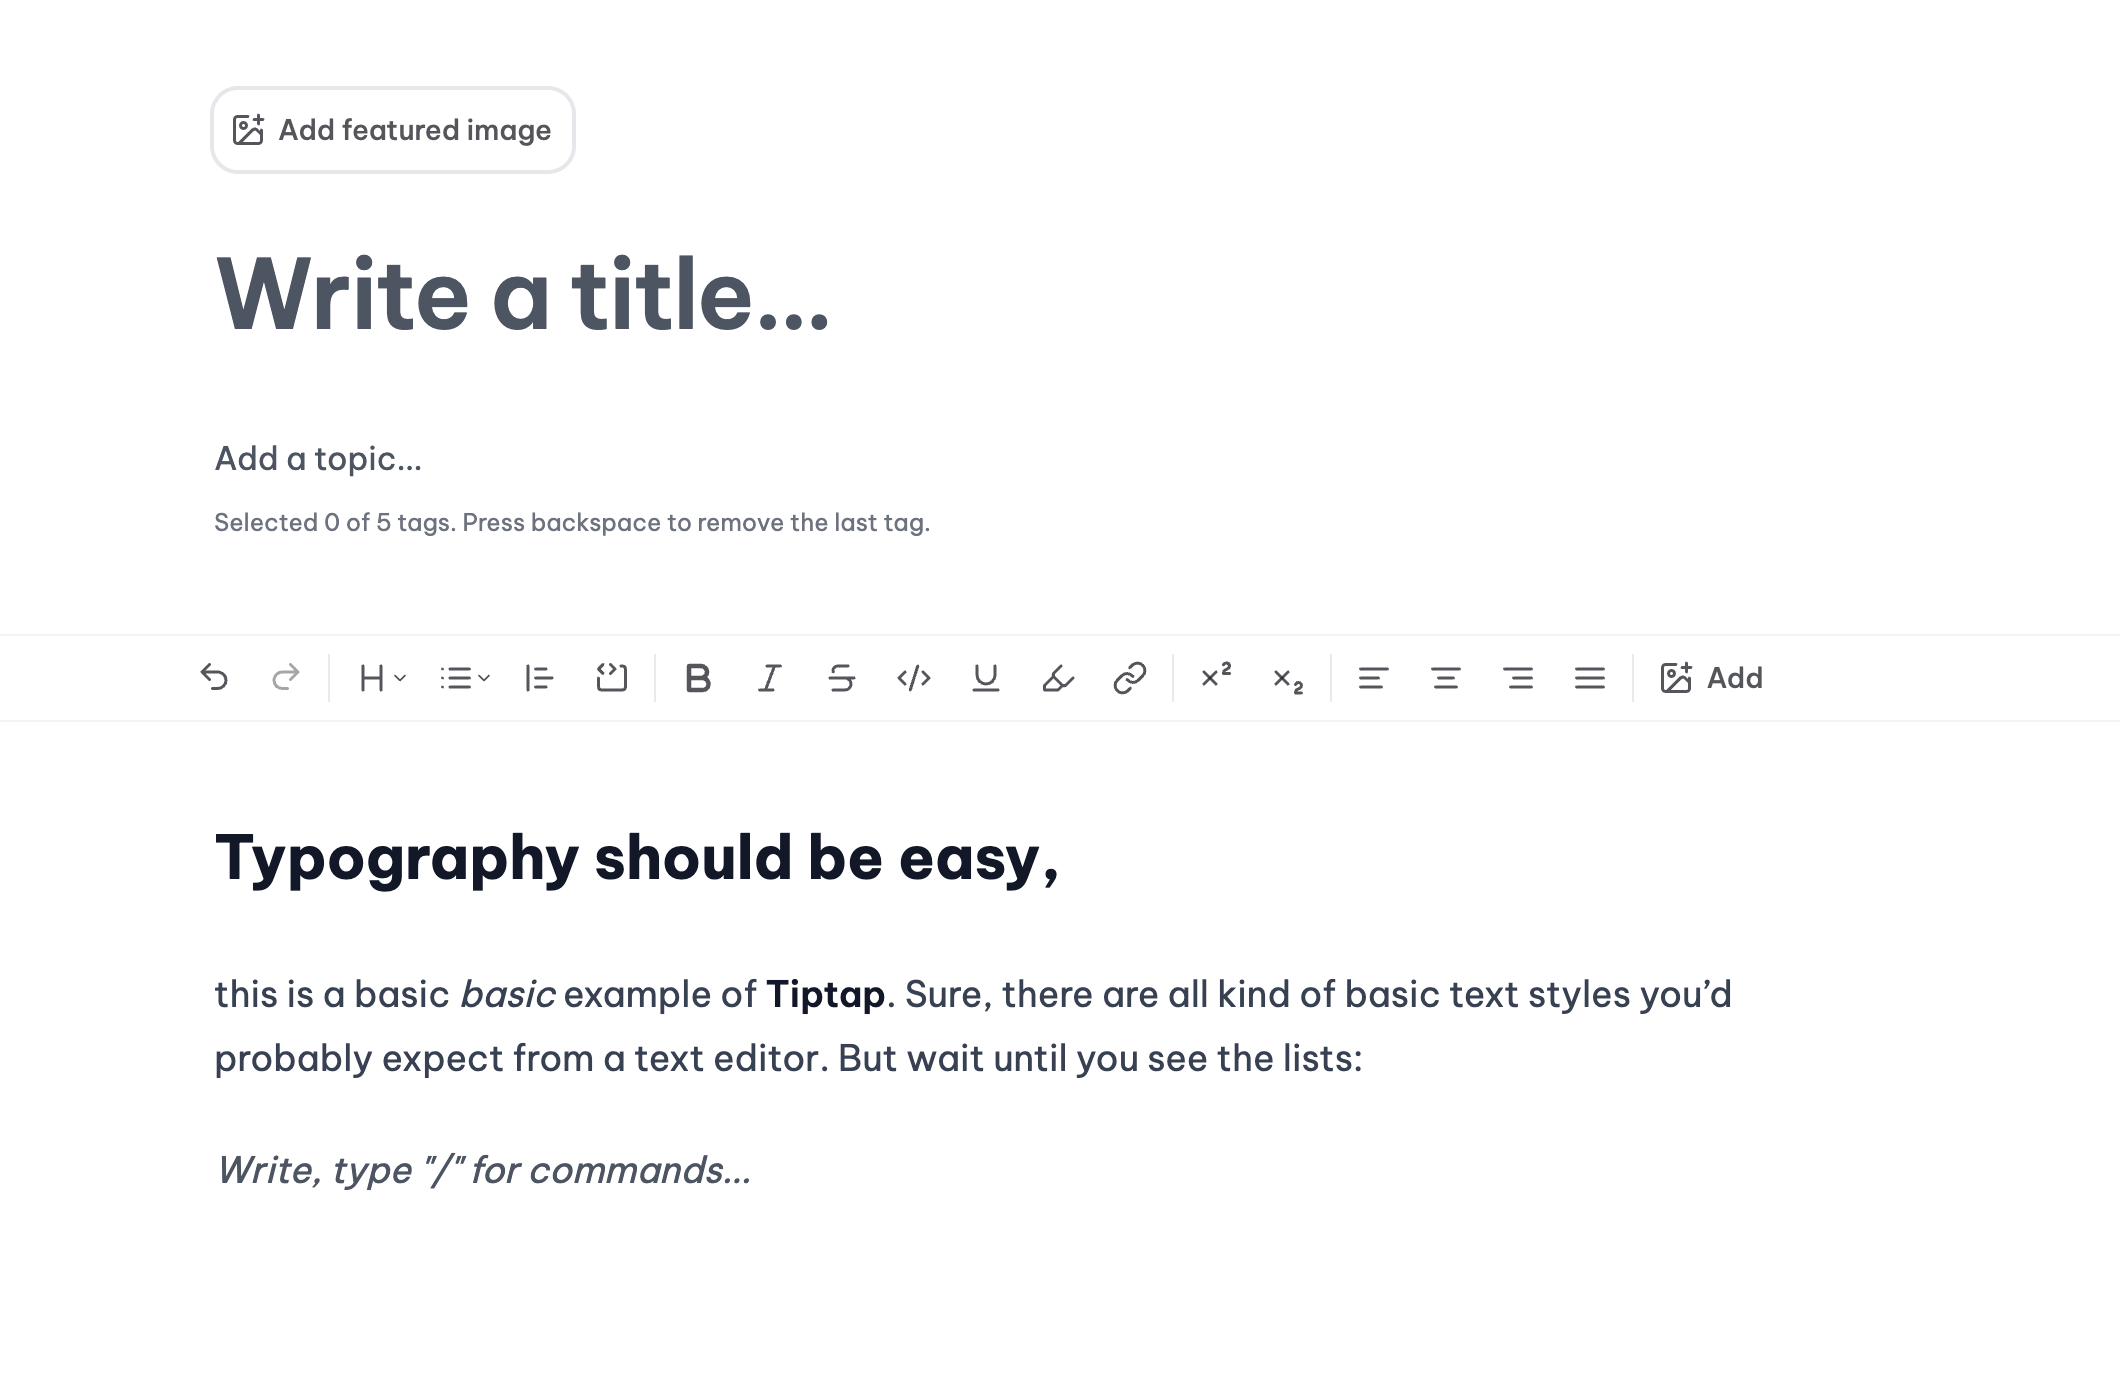 Add featured image
Write a title...
Add a topic...
Selected 0 of 5 tags. Press backspace to remove the last tag.
H B I S </> U x² x₂ Add
Typography should be easy,
this is a basic basic example of Tiptap. Sure, there are all kind of basic text styles you’d
probably expect from a text editor. But wait until you see the lists:
Write, type "/" for commands...